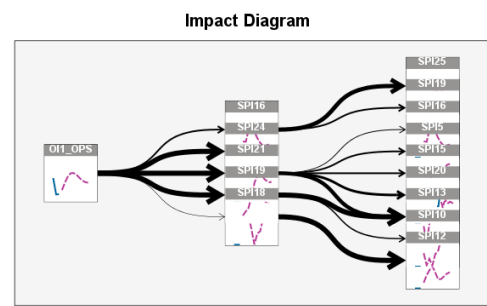 Impact Diagram
OI1_OPS
SPI16
SPI24
SPI21
SPI19
SPI18
SPI25
SPI19
SPI16
SPI5
SPI15
SPI20
SPI13
SPI10
SPI12